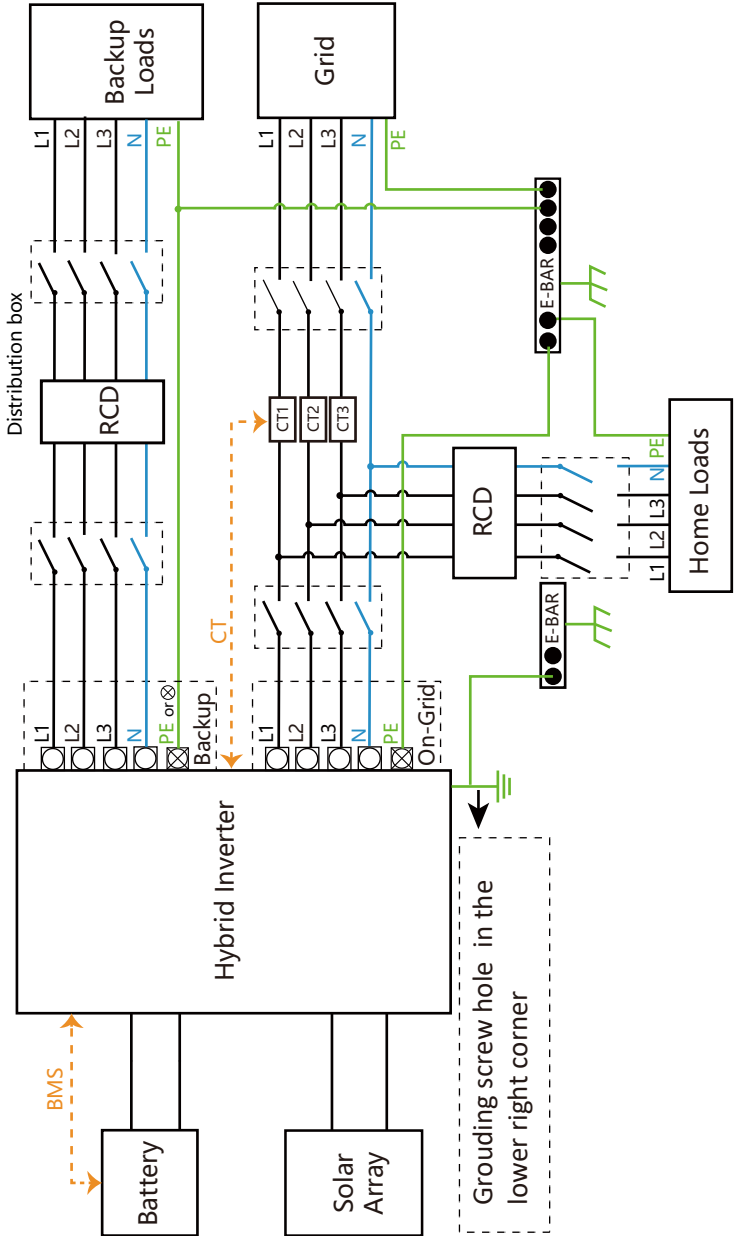 Distribution box
Backup
Loads
L1
L2
L3
N
PE
RCD
L1
L2
L3
N
PE or
Backup
Grid
L1
L2
L3
N
PE
CT1
CT2
CT3
CT
L1
L2
L3
N
PE
On-Grid
E-BAR
RCD
L1
L2
L3
N
PE
Home Loads
E-BAR
Hybrid Inverter
BMS
Battery
Solar
Array
Grouding screw hole in the
lower right corner